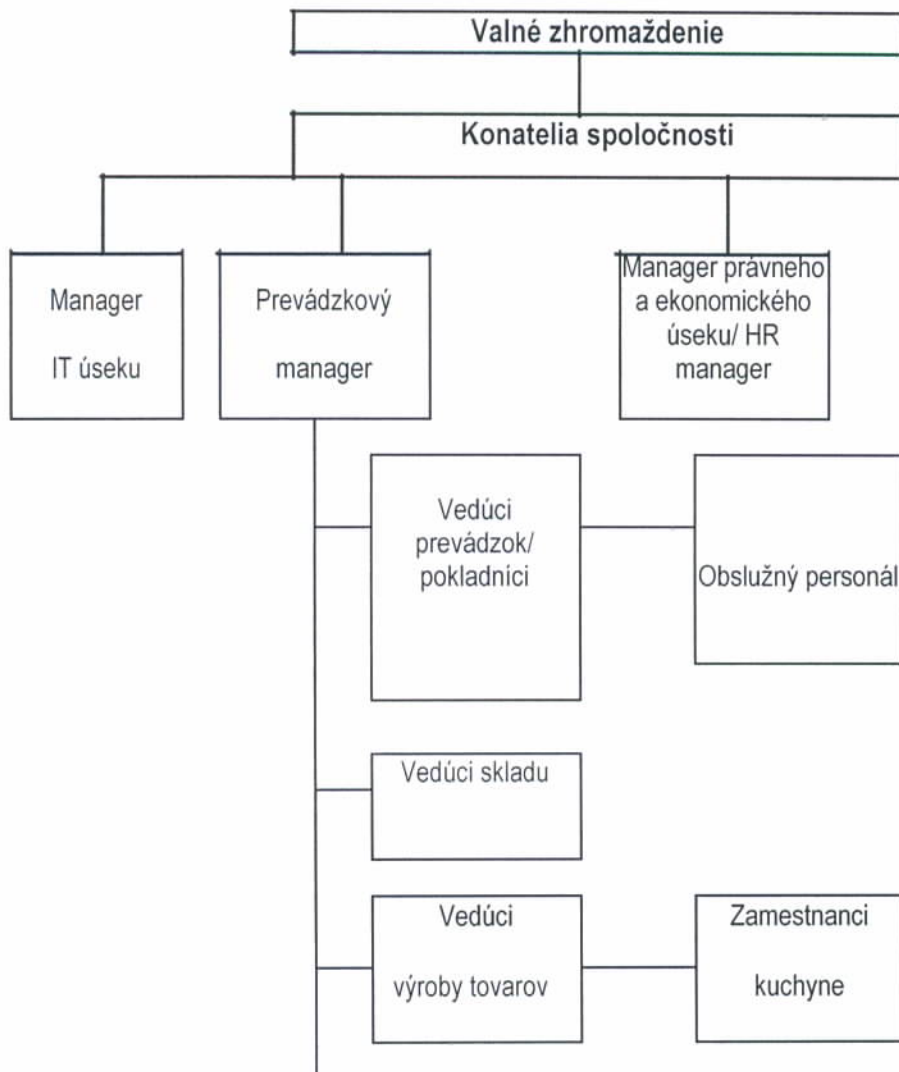 Valné zhromaždenie
Konatelia spoločnosti
Manager
IT úseku
Prevádzkový
manager
Manager právneho
a ekonomického
úseku/ HR
manager
Vedúci
prevádzok/
pokladníci
Obslužný personál
Vedúci skladu
Vedúci
výroby tovarov
Zamestnanci
kuchyne